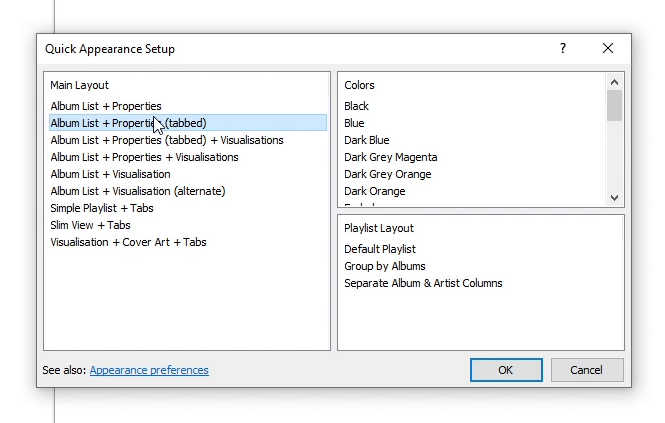 Quick Appearance Setup
?
Main Layout
Album List + Properties
Album List + Properties (tabbed)
Album List + Properties (tabbed) + Visualisations
Album List + Properties + Visualisations
Album List + Visualisation
Album List + Visualisation (alternate)
Simple Playlist + Tabs
Slim View + Tabs
Visualisation + Cover Art + Tabs
Colors
Black
Blue
Dark Blue
Dark Grey Magenta
Dark Grey Orange
Dark Orange
Playlist Layout
Default Playlist
Group by Albums
Separate Album & Artist Columns
See also: Appearance preferences
OK
Cancel